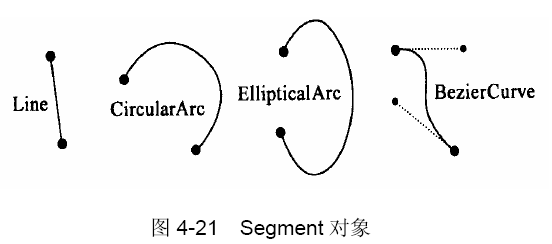 Line
CircularArc
EllipticalArc
BezierCurve
图 4-21 Segment 对象